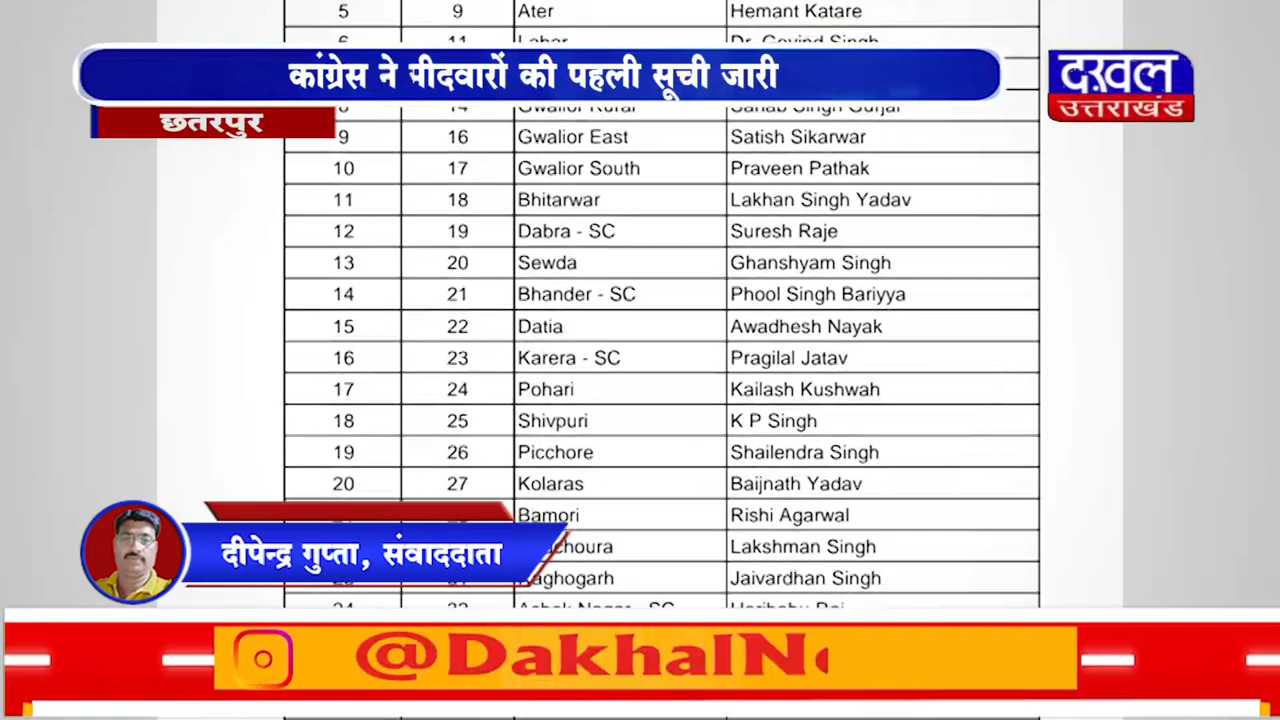 5 9 Ater Hemant Katare
कांग्रेस ने मीदवारों की पहली सूची जारी
दख़ल
उत्तराखंड
छतरपुर
9 16 Gwalior East Satish Sikarwar
10 17 Gwalior South Praveen Pathak
11 18 Bhitarwar Lakhan Singh Yadav
12 19 Dabra - SC Suresh Raje
13 20 Sewda Ghanshyam Singh
14 21 Bhander - SC Phool Singh Bariyya
15 22 Datia Awadhesh Nayak
16 23 Karera - SC Pragilal Jatav
17 24 Pohari Kailash Kushwah
18 25 Shivpuri K P Singh
19 26 Picchore Shailendra Singh
20 27 Kolaras Baijnath Yadav
Bamori Rishi Agarwal
Lakshman Singh
Jaivardhan Singh
दीपेन्द्र गुप्ता, संवाददाता
@DakhalN